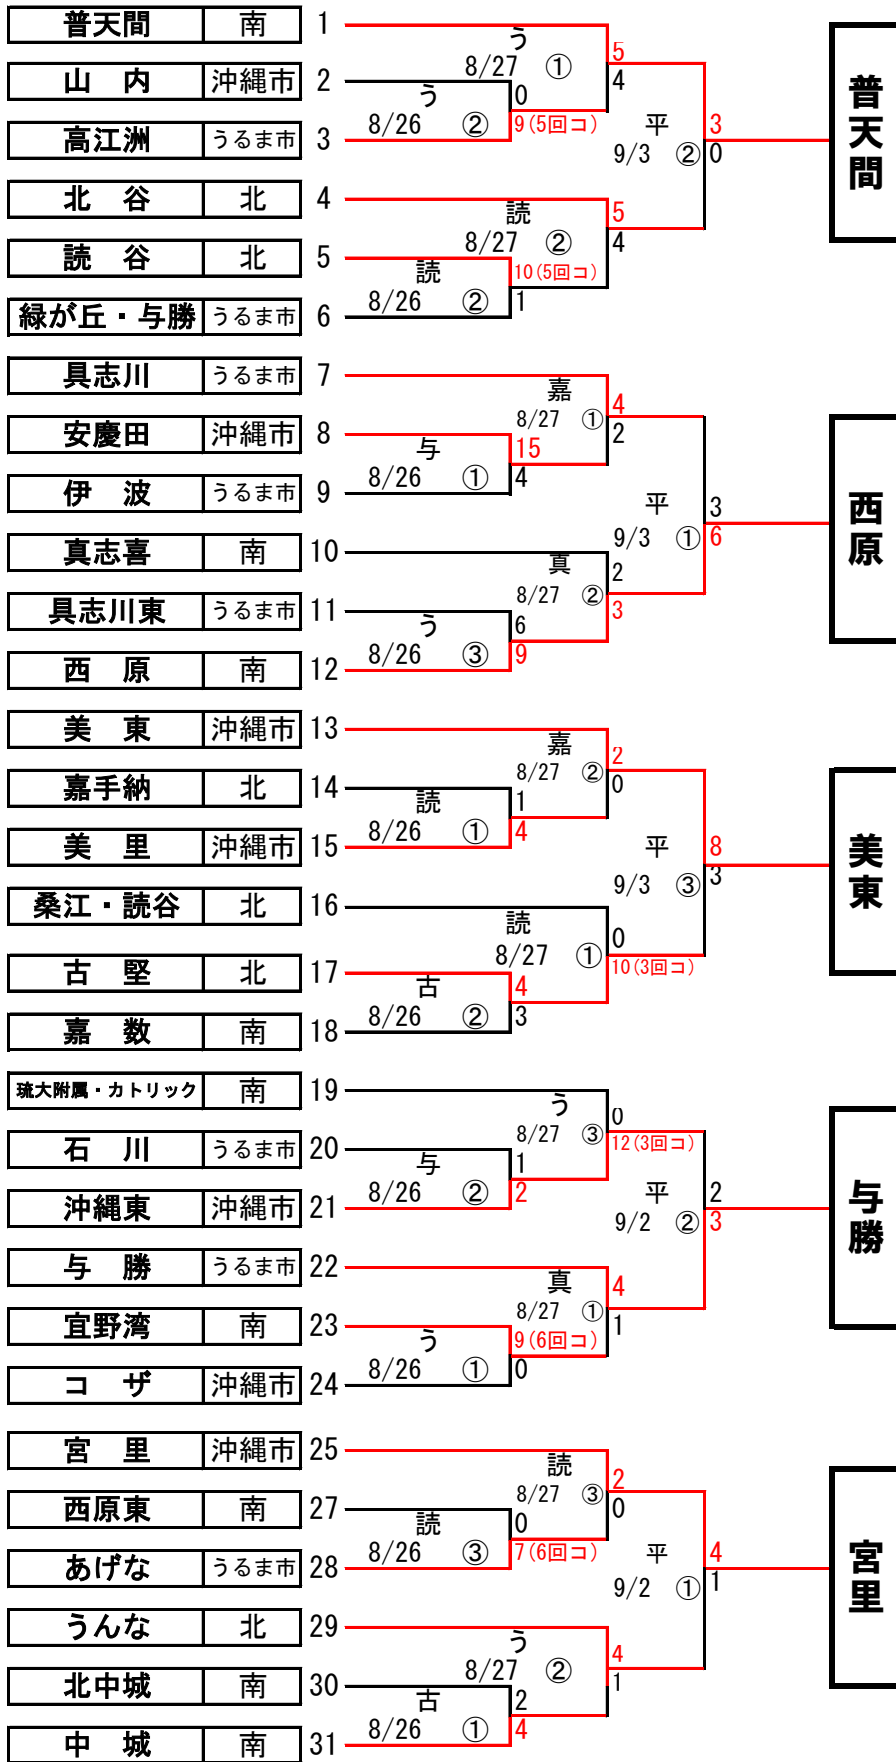 普天間 南 1
山 内 沖縄市 2
高江洲 うるま市 3
北 谷 北 4
読 谷 北 5
緑が丘・与勝 うるま市 6
う
8/27 ①
5
4
う
8/26 ②
0
9(5回コ)
平
9/3 ②
3
0
読
8/27 ②
5
4
読
8/26 ②
10(5回コ)
1
普天間
具志川 うるま市 7
安慶田 沖縄市 8
伊 波 うるま市 9
真志喜 南 10
具志川東 うるま市 11
西 原 南 12
嘉
8/27 ①
4
2
与
8/26 ①
15
4
平
9/3 ①
3
6
真
8/27 ②
2
3
う
8/26 ③
6
9
西原
美 東 沖縄市 13
嘉手納 北 14
美 里 沖縄市 15
桑江・読谷 北 16
古 堅 北 17
嘉 数 南 18
嘉
8/27 ②
2
0
読
8/26 ①
1
4
平
9/3 ③
8
3
読
8/27 ①
0
10(3回コ)
古
8/26 ②
4
3
美東
琉大附属・カトリック 南 19
石 川 うるま市 20
沖縄東 沖縄市 21
与 勝 うるま市 22
宜野湾 南 23
コ ザ 沖縄市 24
う
8/27 ③
0
12(3回コ)
与
8/26 ②
1
2
平
9/2 ②
2
3
真
8/27 ①
4
1
う
8/26 ①
9(6回コ)
0
与勝
宮 里 沖縄市 25
西原東 南 27
あげな うるま市 28
うんな 北 29
北中城 南 30
中 城 南 31
読
8/27 ③
2
0
読
8/26 ③
0
7(6回コ)
平
9/2 ①
4
1
う
8/27 ②
4
1
古
8/26 ①
2
4
宮里